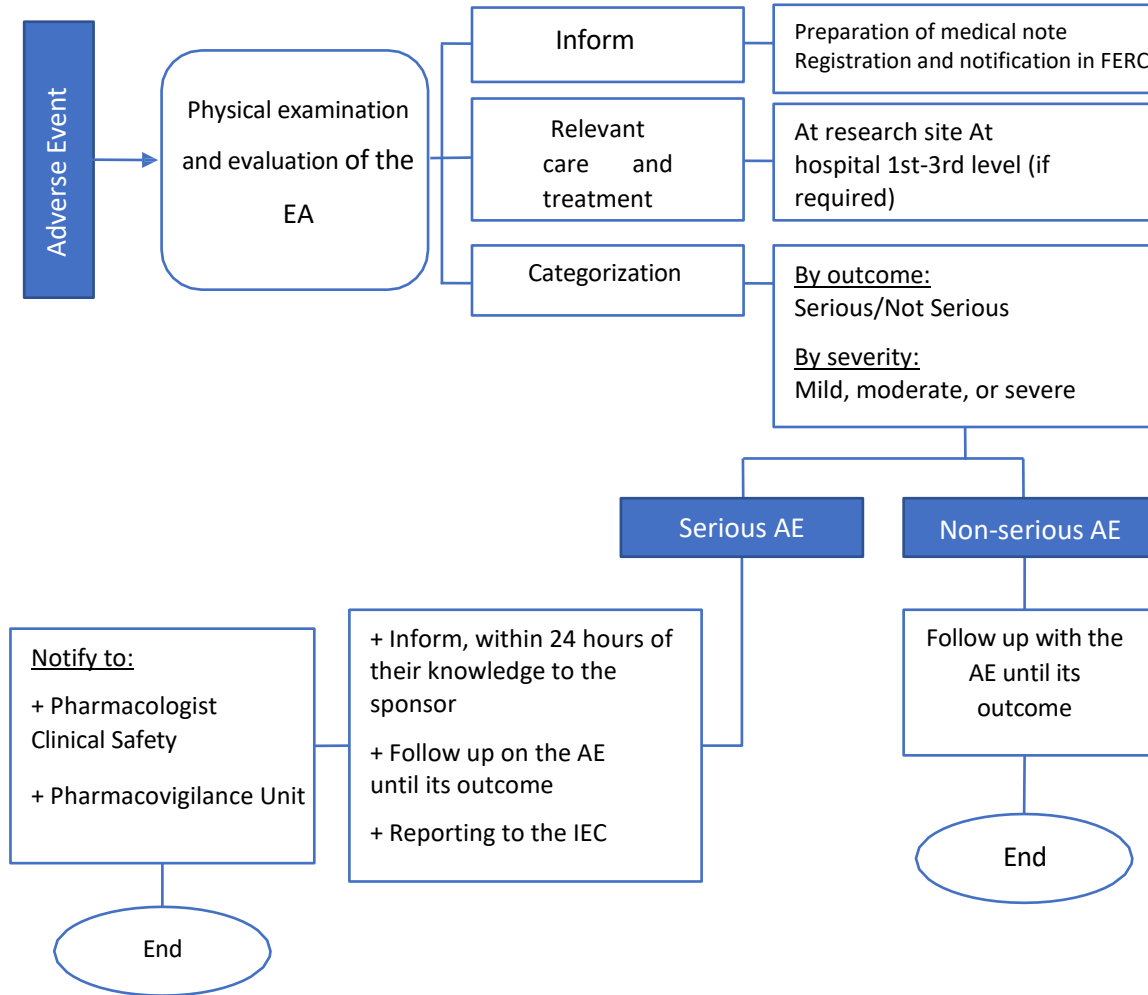 Adverse Event
Physical examination
and evaluation of the
EA
Inform
Preparation of medical note
Registration and notification in FERC
Relevant
care and
treatment
At research site At
hospital 1st-3rd level (if
required)
Categorization
By outcome:
Serious/Not Serious
By severity:
Mild, moderate, or severe
Serious AE
Non-serious AE
Notify to:
+ Pharmacologist
Clinical Safety
+ Pharmacovigilance Unit
+ Inform, within 24 hours of
their knowledge to the
sponsor
+ Follow up on the AE
until its outcome
+ Reporting to the IEC
Follow up with the
AE until its
outcome
End
End